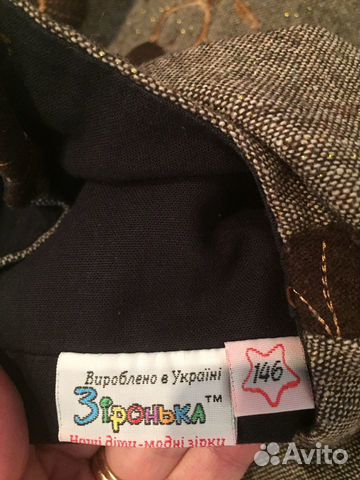 Вироблено в Україні
Зіронька™
146
Наші діти-модні зірки
Avito